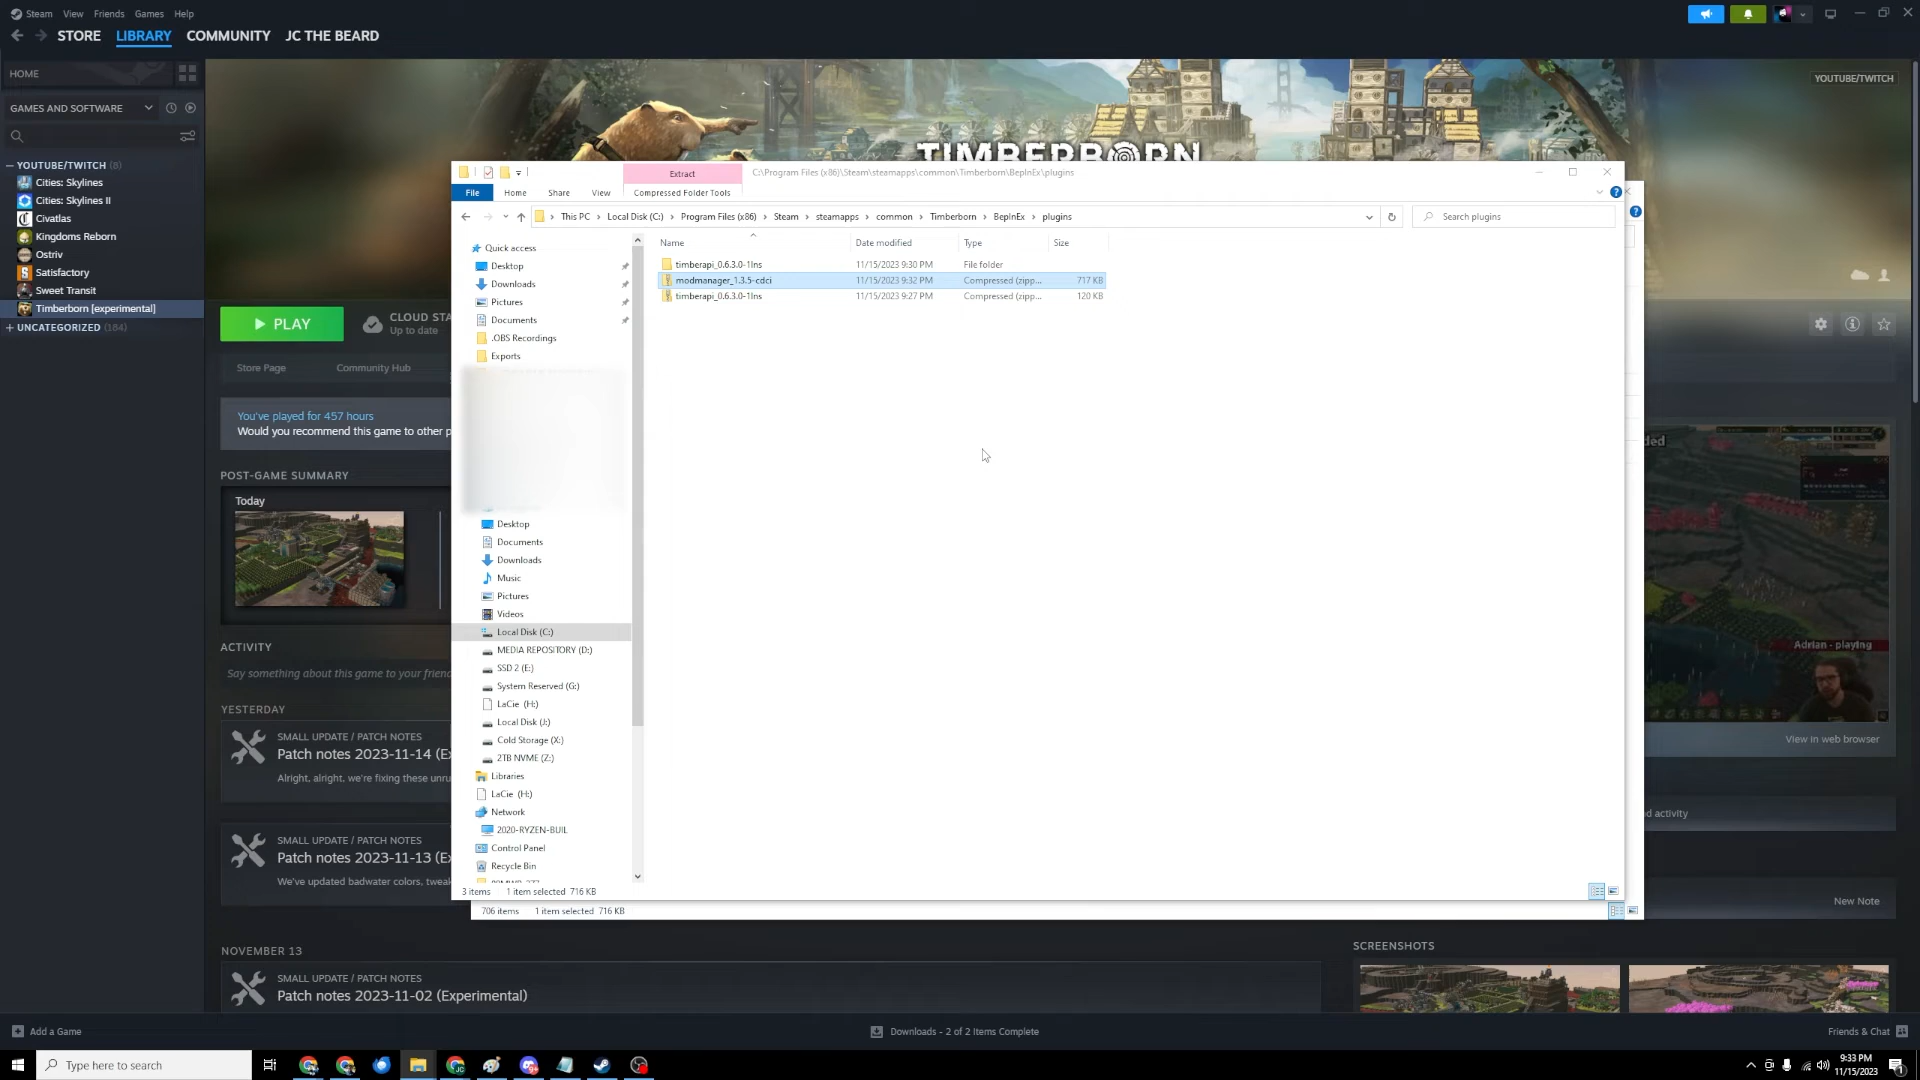 Steam View Friends Games Help
STORE LIBRARY COMMUNITY JC THE BEARD
HOME
GAMES AND SOFTWARE
YOUTUBE/TWITCH (8)
Cities: Skylines
Cities: Skylines II
Civatlas
Kingdoms Reborn
Ostriv
Satisfactory
Sweet Transit
Timberborn [experimental]
UNCATEGORIZED (184)
YOUTUBE/TWITCH
TIMBERBORN
PLAY
CLOUD STA
Up to date
Store Page Community Hub
You've played for 457 hours
Would you recommend this game to other p
POST-GAME SUMMARY
Today
ACTIVITY
Say something about this game to your friend
YESTERDAY
SMALL UPDATE / PATCH NOTES
Patch notes 2023-11-14 (Ex
Alright, alright, we're fixing these unru
SMALL UPDATE / PATCH NOTES
Patch notes 2023-11-13 (Ex
We've updated badwater colors, tweak
NOVEMBER 13
SMALL UPDATE / PATCH NOTES
Patch notes 2023-11-02 (Experimental)
Extract
C:\Program Files (x86)\Steam\steamapps\common\Timberborn\BepInEx\plugins
File Home Share View Compressed Folder Tools
This PC > Local Disk (C:) > Program Files (x86) > Steam > steamapps > common > Timberborn > BepInEx > plugins
Search plugins
Name Date modified Type Size
timberapi_0.6.3.0-1lns 11/15/2023 9:30 PM File folder
modmanager_1.3.5-cdci 11/15/2023 9:32 PM Compressed (zipp... 717 KB
timberapi_0.6.3.0-1lns 11/15/2023 9:27 PM Compressed (zipp... 120 KB
Quick access
Desktop
Downloads
Pictures
Documents
.OBS Recordings
Exports
Desktop
Documents
Downloads
Music
Pictures
Videos
Local Disk (C:)
MEDIA REPOSITORY (D:)
SSD 2 (E:)
System Reserved (G:)
LaCie (H:)
Local Disk (J:)
Cold Storage (X:)
2TB NVME (Z:)
Libraries
LaCie (H:)
Network
2020-RYZEN-BUIL
Control Panel
Recycle Bin
3 items 1 item selected 716 KB
706 items 1 item selected 716 KB
ded
Adrian - playing
View in web browser
d activity
New Note
SCREENSHOTS
Add a Game
Downloads - 2 of 2 Items Complete
Friends & Chat
Type here to search
9:33 PM
11/15/2023